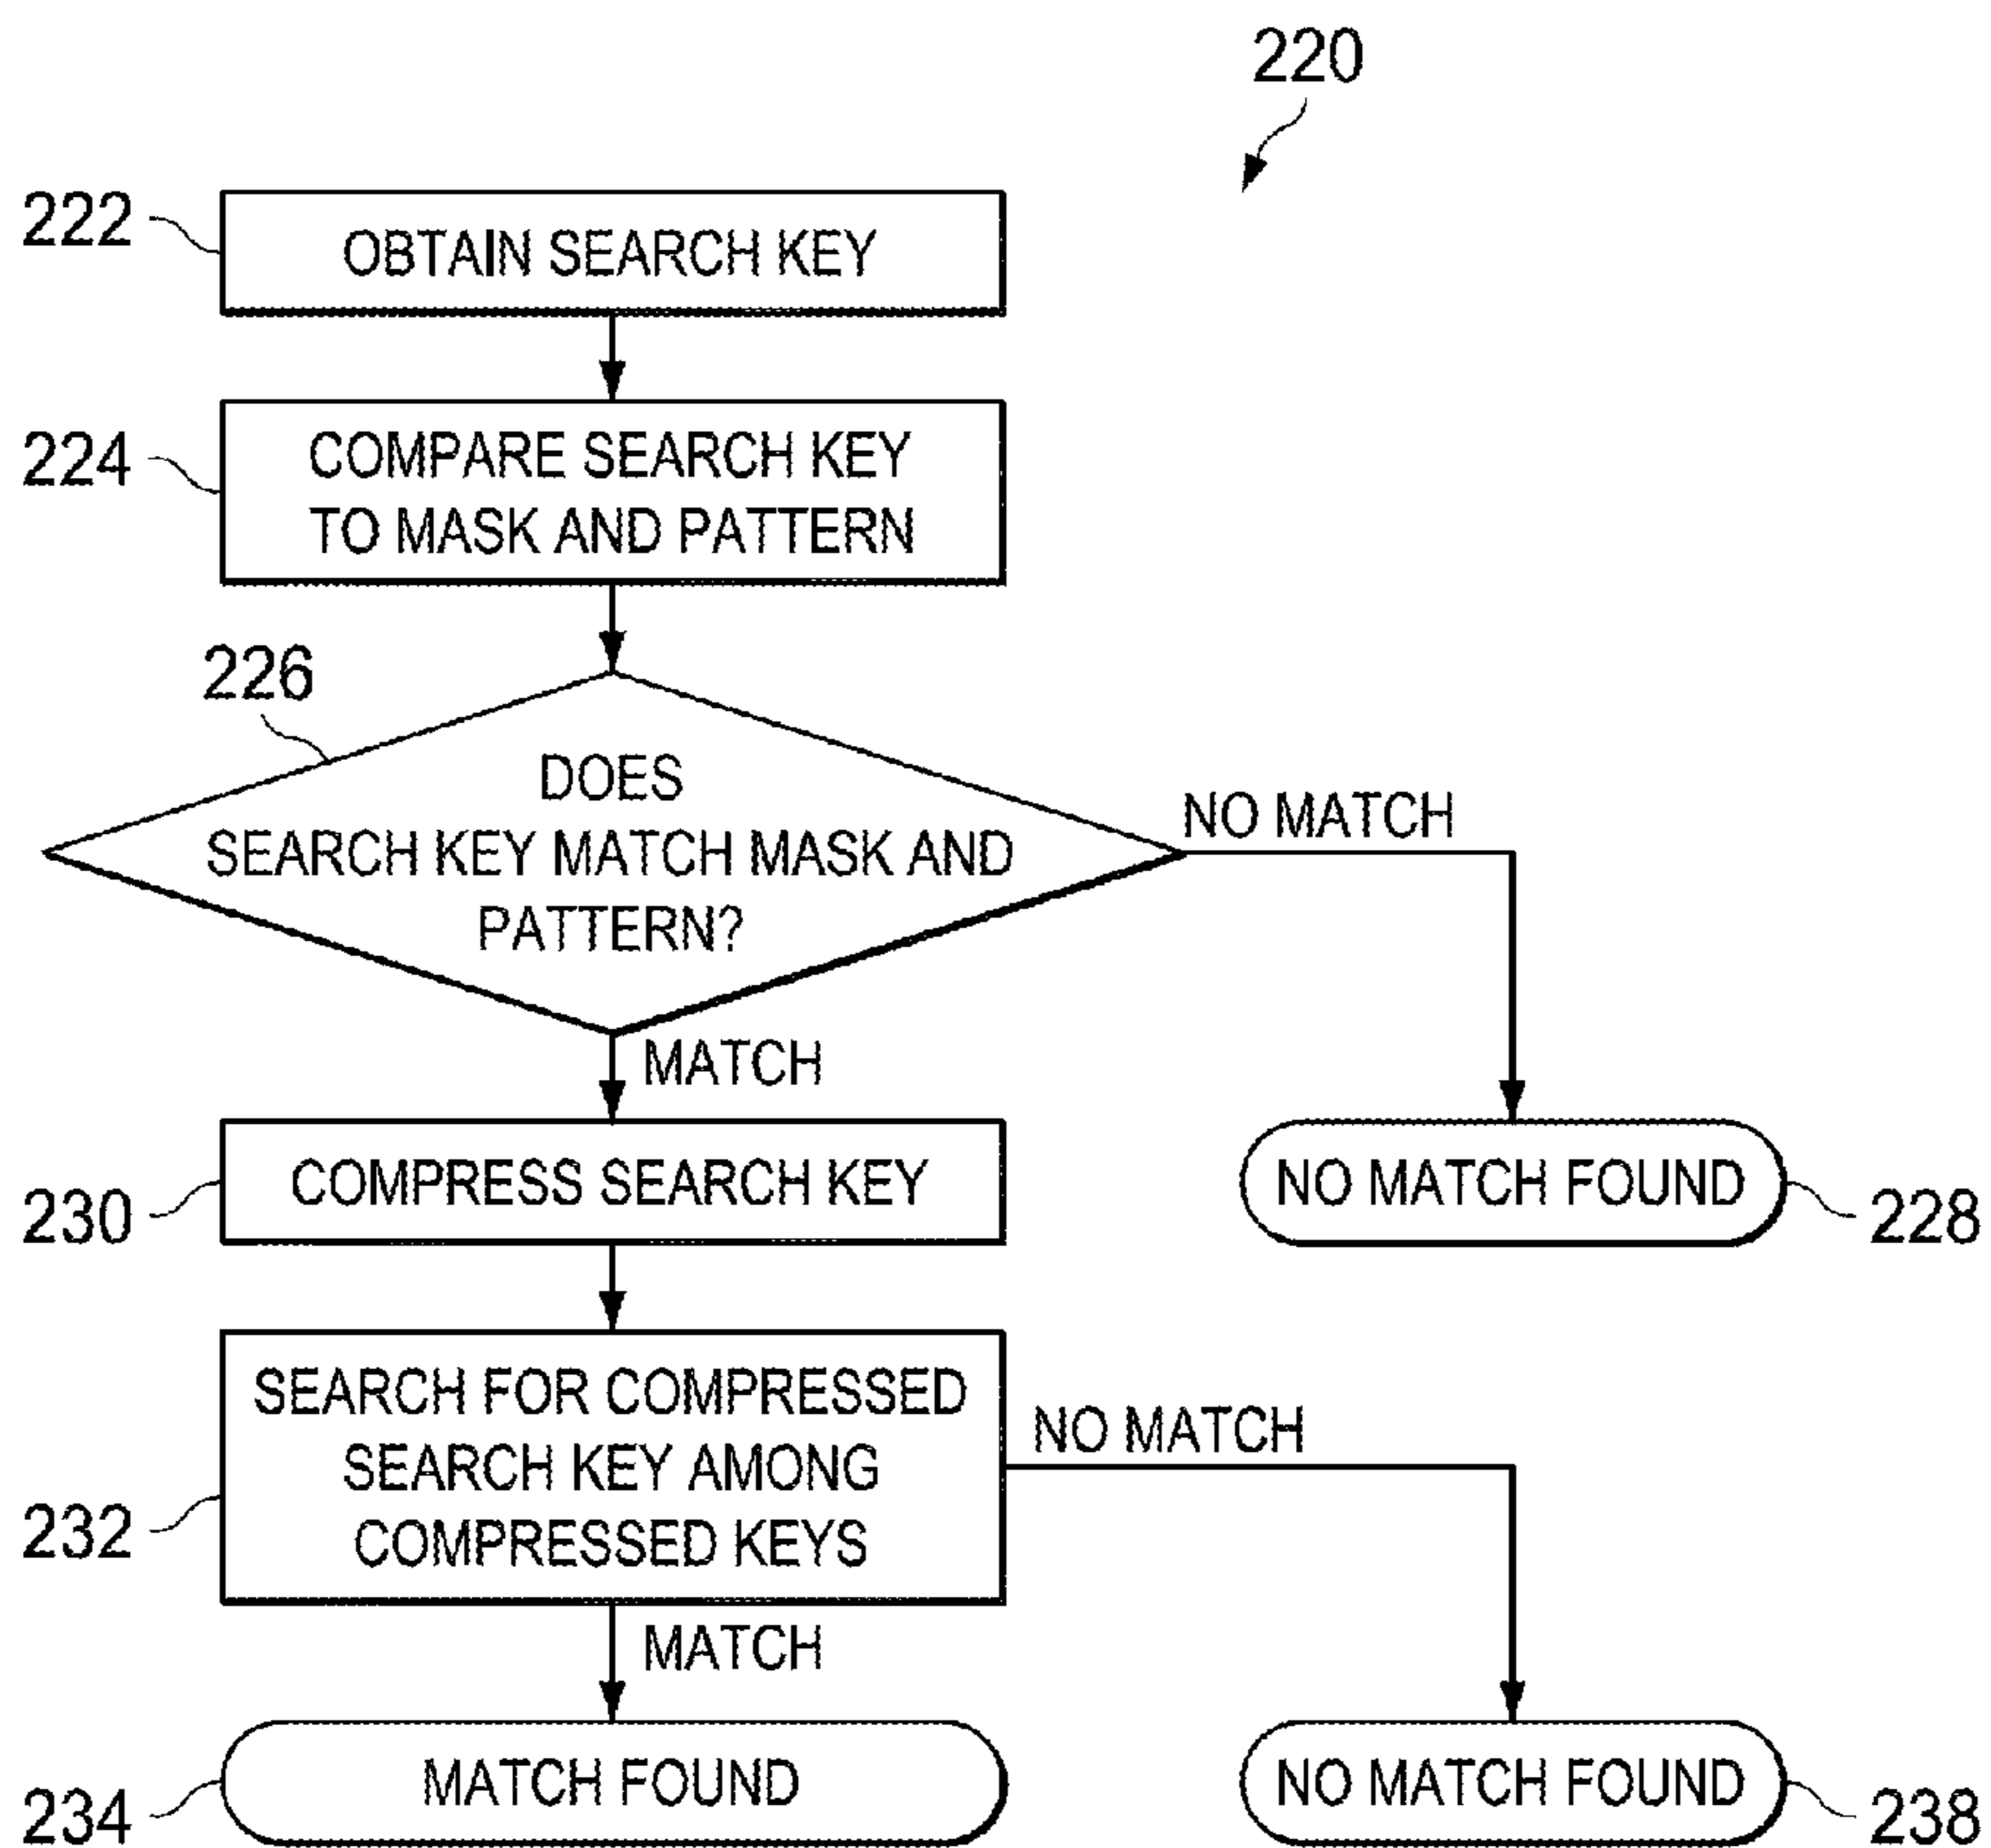 220
222
OBTAIN SEARCH KEY
224
COMPARE SEARCH KEY
TO MASK AND PATTERN
226
DOES
SEARCH KEY MATCH MASK AND
PATTERN?
NO MATCH
MATCH
230
COMPRESS SEARCH KEY
NO MATCH FOUND
228
232
SEARCH FOR COMPRESSED
SEARCH KEY AMONG
COMPRESSED KEYS
NO MATCH
MATCH
234
MATCH FOUND
NO MATCH FOUND
238